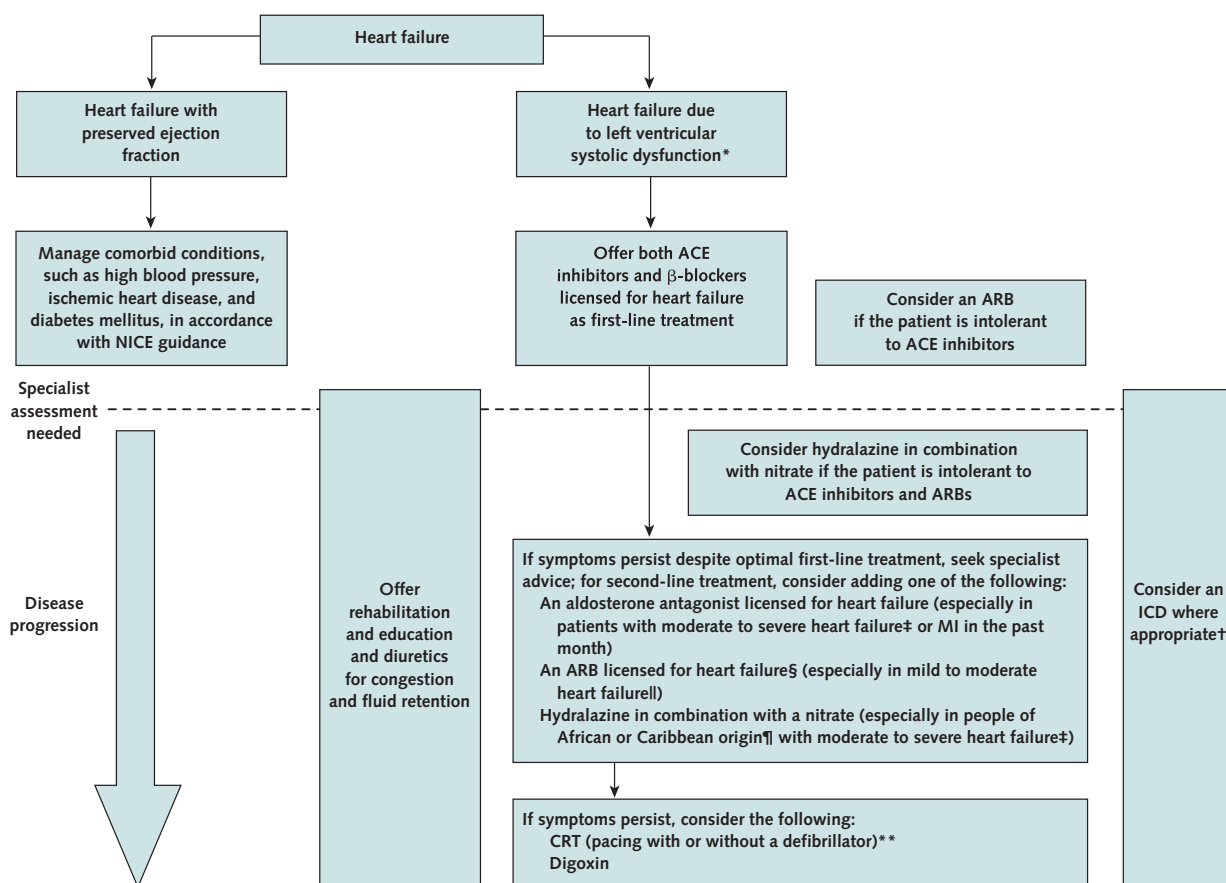 Heart failure
Heart failure with
preserved ejection
fraction
Heart failure due
to left ventricular
systolic dysfunction*
Manage comorbid conditions,
such as high blood pressure,
ischemic heart disease, and
diabetes mellitus, in accordance
with NICE guidance
Offer both ACE
inhibitors and β-blockers
licensed for heart failure
as first-line treatment
Consider an ARB
if the patient is intolerant
to ACE inhibitors
Specialist
assessment
needed
Consider hydralazine in combination
with nitrate if the patient is intolerant to
ACE inhibitors and ARBs
Disease
progression
Offer
rehabilitation
and education
and diuretics
for congestion
and fluid retention
If symptoms persist despite optimal first-line treatment, seek specialist
advice; for second-line treatment, consider adding one of the following:
An aldosterone antagonist licensed for heart failure (especially in
patients with moderate to severe heart failure‡ or MI in the past
month)
An ARB licensed for heart failure§ (especially in mild to moderate
heart failure||)
Hydralazine in combination with a nitrate (especially in people of
African or Caribbean origin¶ with moderate to severe heart failure‡)
Consider an
ICD where
appropriate†
If symptoms persist, consider the following:
CRT (pacing with or without a defibrillator)**
Digoxin